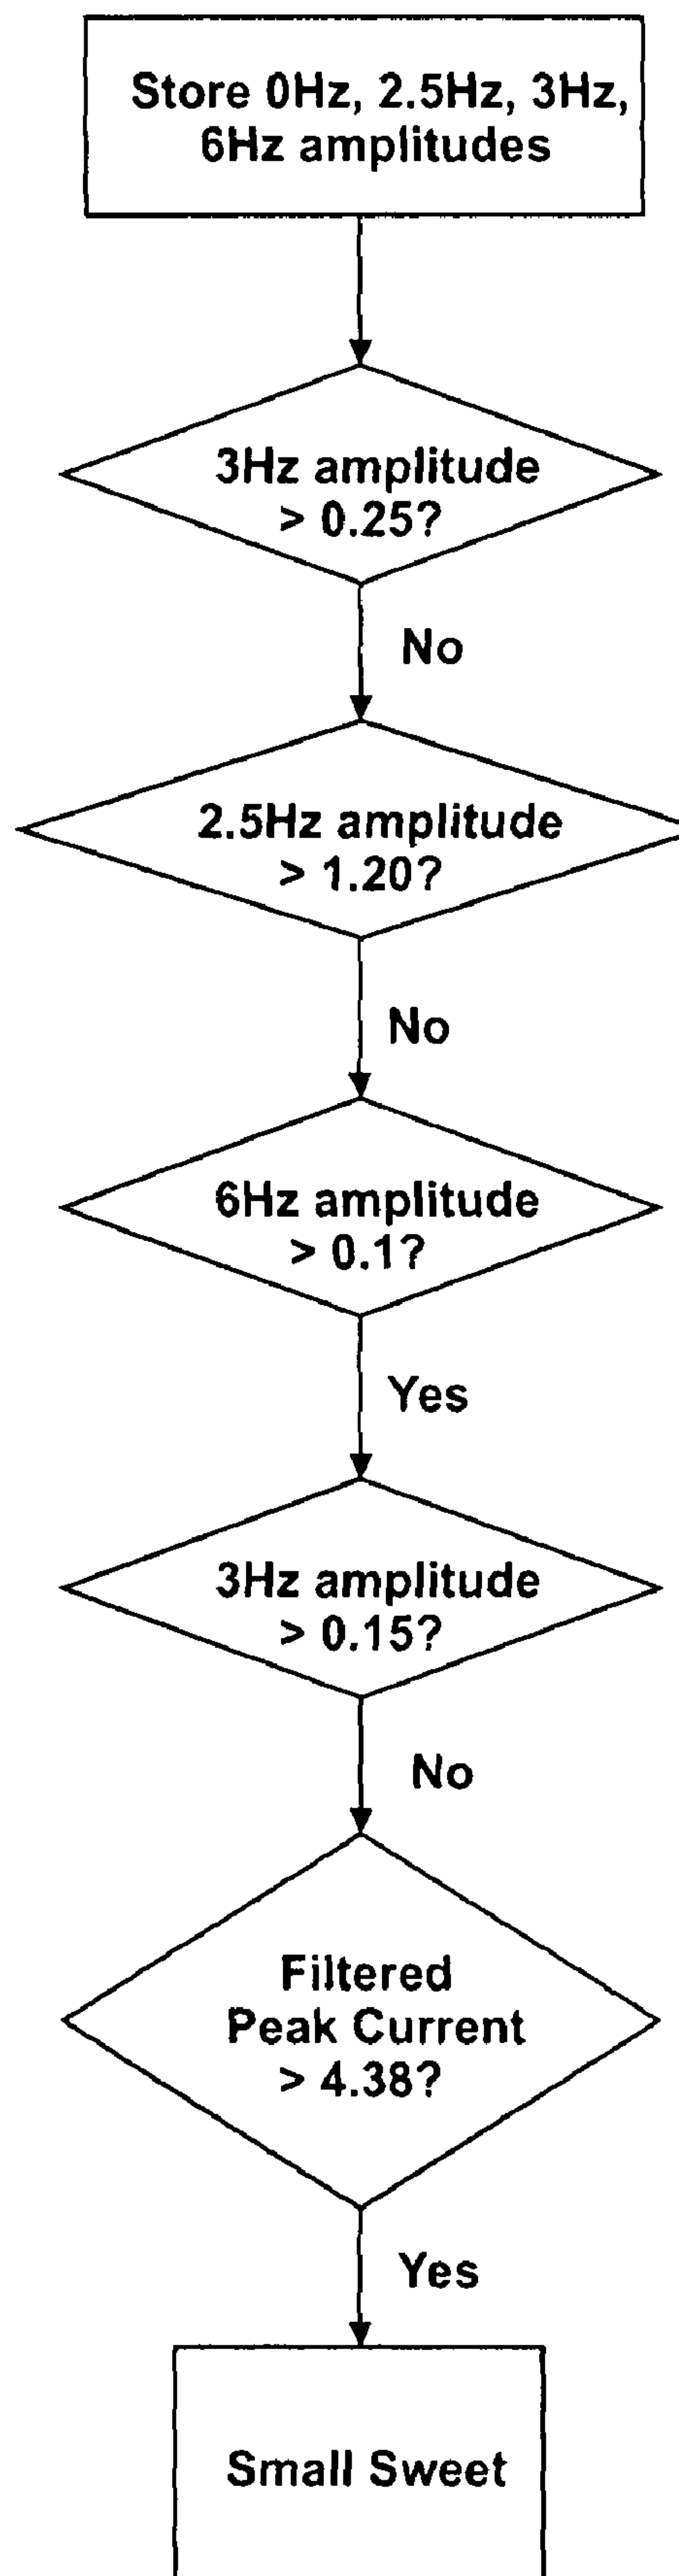 Store 0Hz, 2.5Hz, 3Hz,
6Hz amplitudes
3Hz amplitude
> 0.25?
No
2.5Hz amplitude
> 1.20?
No
6Hz amplitude
> 0.1?
Yes
3Hz amplitude
> 0.15?
No
Filtered
Peak Current
> 4.38?
Yes
Small Sweet